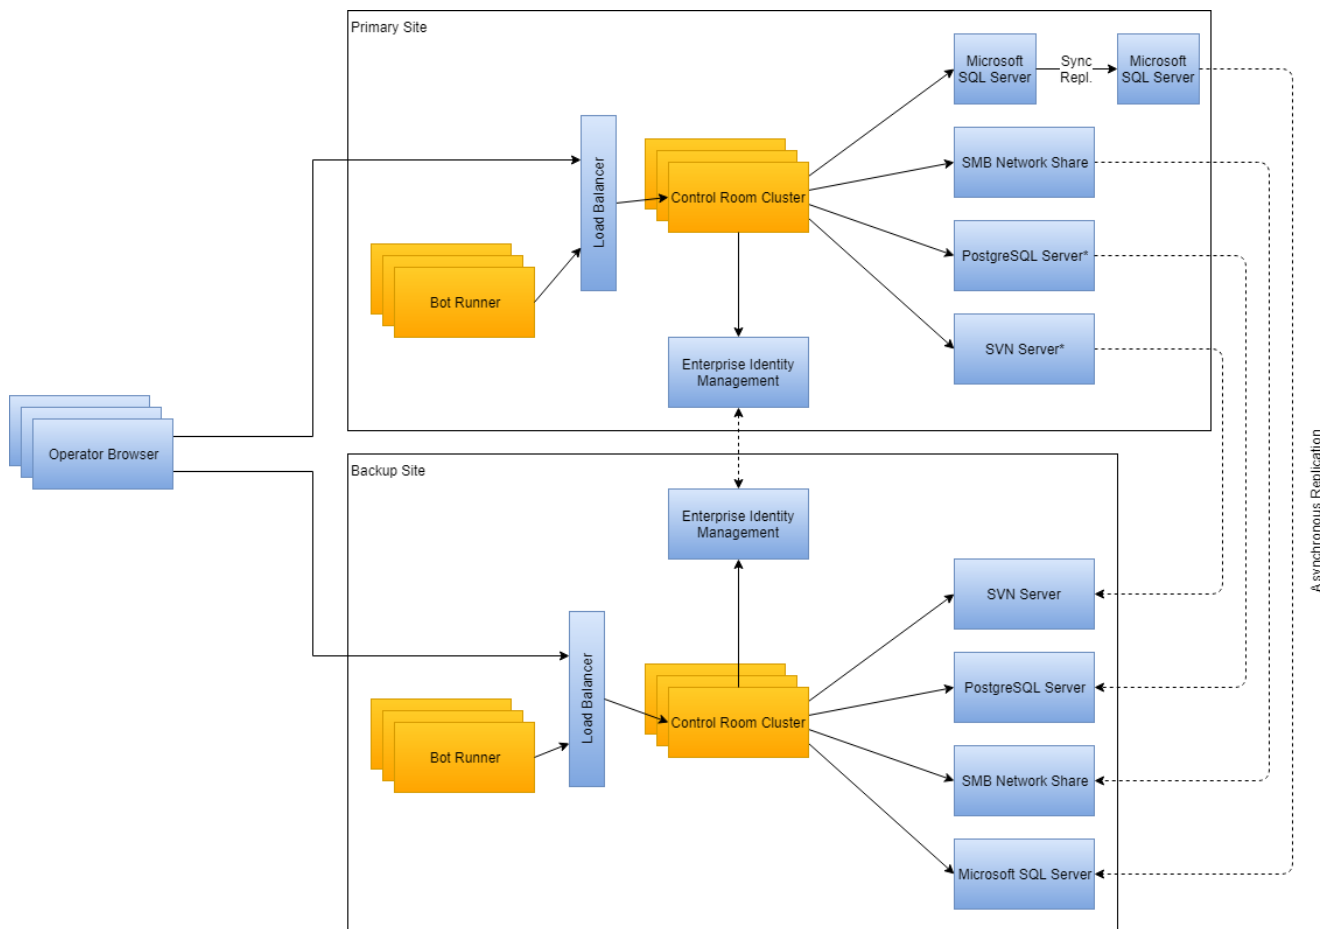 Primary Site
Microsoft
SQL Server
Sync
Repl.
Microsoft
SQL Server
SMB Network Share
Load Balancer
Control Room Cluster
PostgreSQL Server*
Bot Runner
SVN Server*
Enterprise Identity
Management
Operator Browser
Backup Site
Enterprise Identity
Management
Asynchronous Replication
SVN Server
Load Balancer
Control Room Cluster
PostgreSQL Server
Bot Runner
SMB Network Share
Microsoft SQL Server